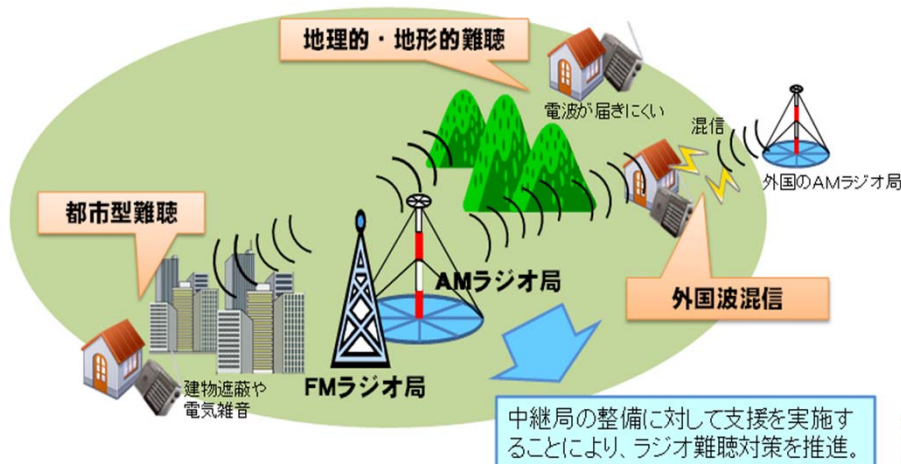 地理的・地形的難聴
電波が届きにくい
混信
外国のAMラジオ局
都市型難聴
AMラジオ局
外国波混信
建物遮蔽や
電気雑音
FMラジオ局
中継局の整備に対して支援を実施す
ることにより、ラジオ難聴対策を推進。